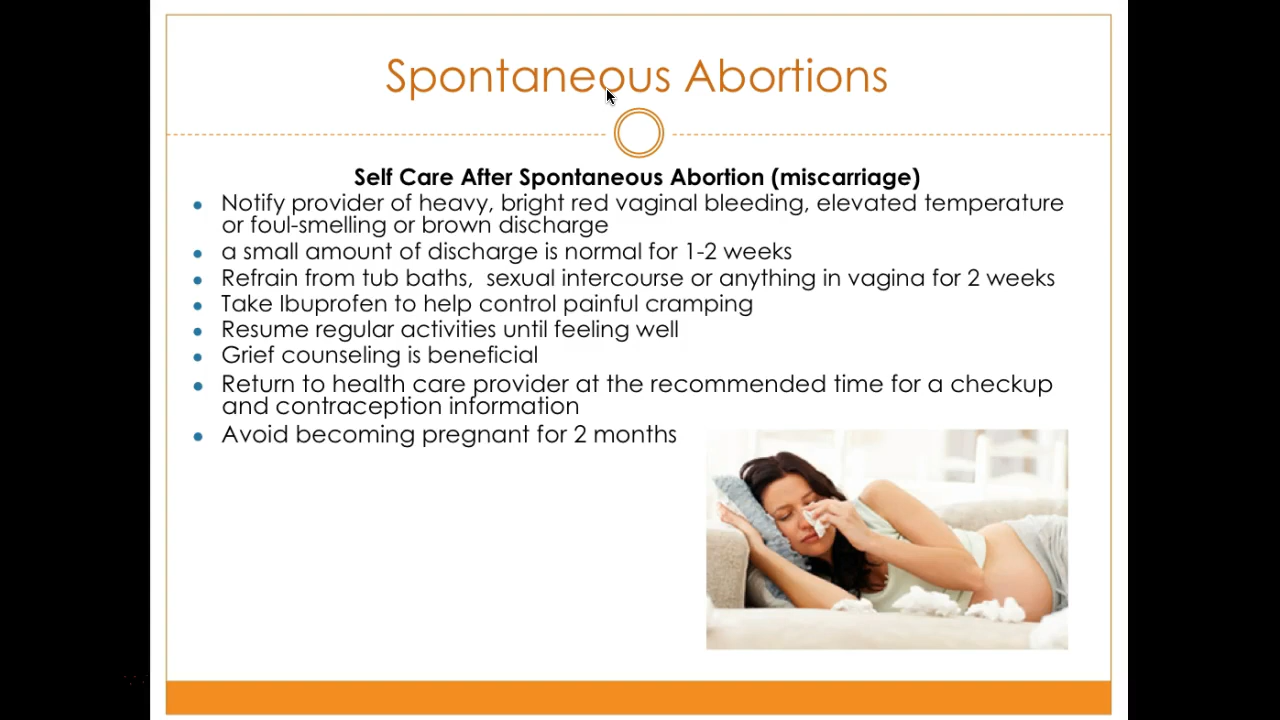 Spontaneous Abortions
Self Care After Spontaneous Abortion (miscarriage)
• Notify provider of heavy, bright red vaginal bleeding, elevated temperature
or foul-smelling or brown discharge
• a small amount of discharge is normal for 1-2 weeks
• Refrain from tub baths,  sexual intercourse or anything in vagina for 2 weeks
• Take Ibuprofen to help control painful cramping
• Resume regular activities until feeling well
• Grief counseling is beneficial
• Return to health care provider at the recommended time for a checkup
and contraception information
• Avoid becoming pregnant for 2 months